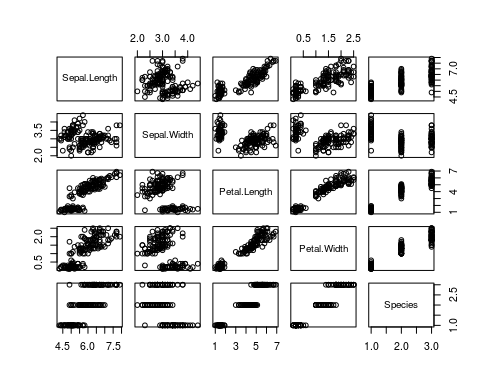 2.0 3.0 4.0
0.5 1.5 2.5
Sepal.Length
4.5 7.0
Sepal.Width
2.0 3.5
Petal.Length
1 4 7
Petal.Width
0.5 2.0
Species
1.0 2.5
4.5 6.0 7.5
1 3 5 7
1.0 2.0 3.0